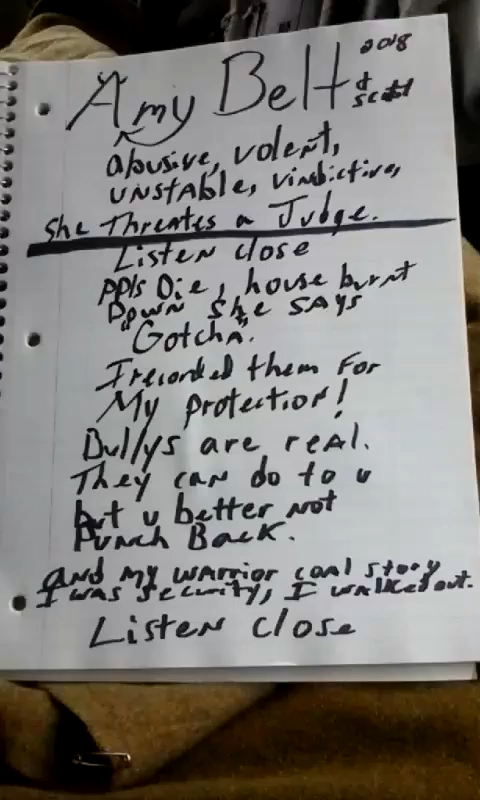 2018
Amy Belt
& Scott
abusive, volent,
unstable, vindictive,
She Threates a Judge.
Listen close
ppls Die, house burnt
Down she says
"Gotcha".
I recorded them for
My protection!
Bullys are real.
They can do to u
but u better not
Punch Back.
and my warrior coal story
I was security, I walked out.
Listen close